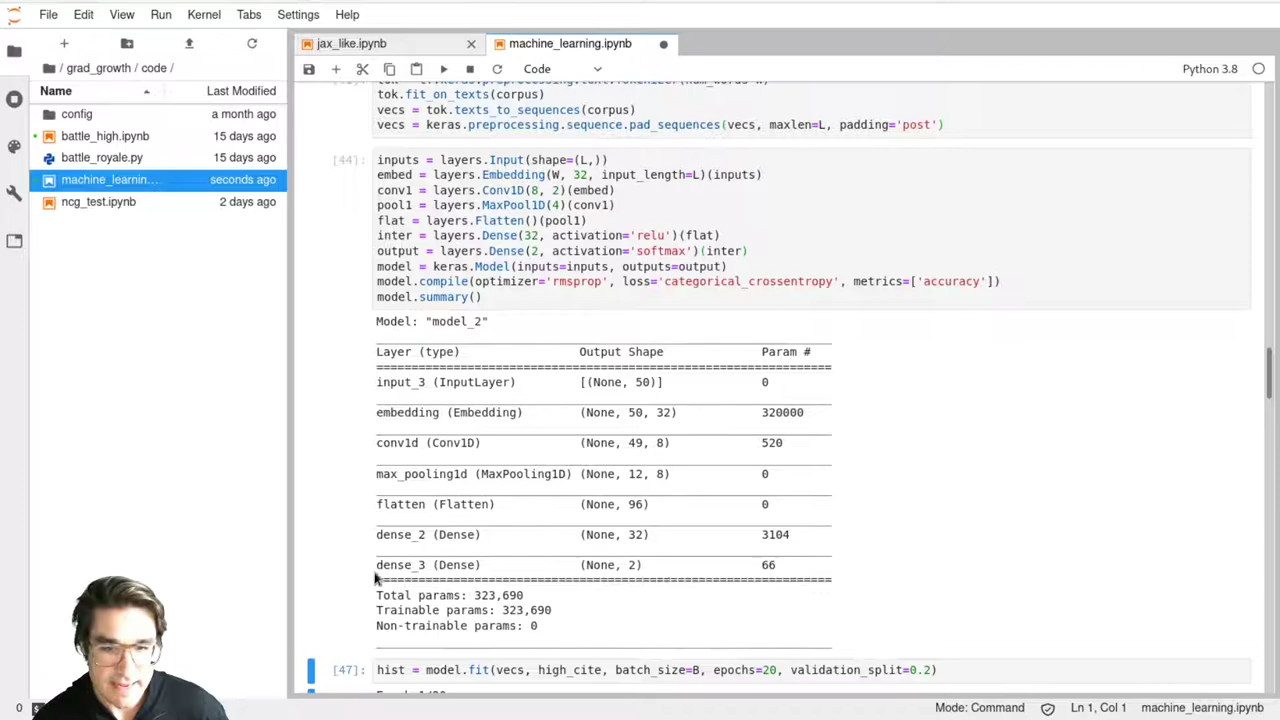 File Edit View Run Kernel Tabs Settings Help
jax_like.ipynb
machine_learning.ipynb
/ grad_growth / code /
Code
Python 3.8
Name
Last Modified
config
a month ago
battle_high.ipynb
15 days ago
battle_royale.py
15 days ago
machine_learnin...
seconds ago
ncg_test.ipynb
2 days ago
tok.fit_on_texts(corpus)
vecs = tok.texts_to_sequences(corpus)
vecs = keras.preprocessing.sequence.pad_sequences(vecs, maxlen=L, padding='post')
[44]:
inputs = layers.Input(shape=(L,))
embed = layers.Embedding(W, 32, input_length=L)(inputs)
conv1 = layers.Conv1D(8, 2)(embed)
pool1 = layers.MaxPool1D(4)(conv1)
flat = layers.Flatten()(pool1)
inter = layers.Dense(32, activation='relu')(flat)
output = layers.Dense(2, activation='softmax')(inter)
model = keras.Model(inputs=inputs, outputs=output)
model.compile(optimizer='rmsprop', loss='categorical_crossentropy', metrics=['accuracy'])
model.summary()
Model: "model_2"
Layer (type) Output Shape Param #
input_3 (InputLayer) [(None, 50)] 0
embedding (Embedding) (None, 50, 32) 320000
conv1d (Conv1D) (None, 49, 8) 520
max_pooling1d (MaxPooling1D) (None, 12, 8) 0
flatten (Flatten) (None, 96) 0
dense_2 (Dense) (None, 32) 3104
dense_3 (Dense) (None, 2) 66
Total params: 323,690
Trainable params: 323,690
Non-trainable params: 0
[47]:
hist = model.fit(vecs, high_cite, batch_size=B, epochs=20, validation_split=0.2)
0
Mode: Command
Ln 1, Col 1
machine_learning.ipynb